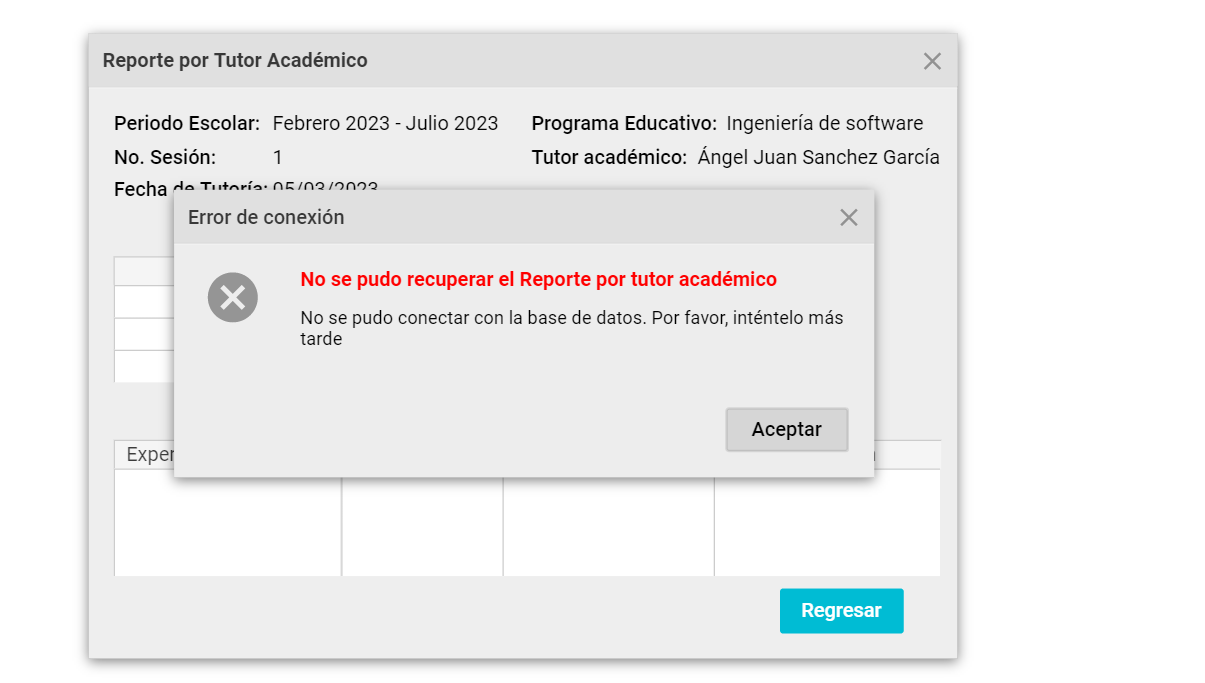 Reporte por Tutor Académico
Periodo Escolar: Febrero 2023 - Julio 2023 Programa Educativo: Ingeniería de software
No. Sesión: 1 Tutor académico: Ángel Juan Sanchez García
Fecha de Tutoría: 05/03/2023
Error de conexión
No se pudo recuperar el Reporte por tutor académico
No se pudo conectar con la base de datos. Por favor, inténtelo más
tarde
Aceptar
Exper
Regresar